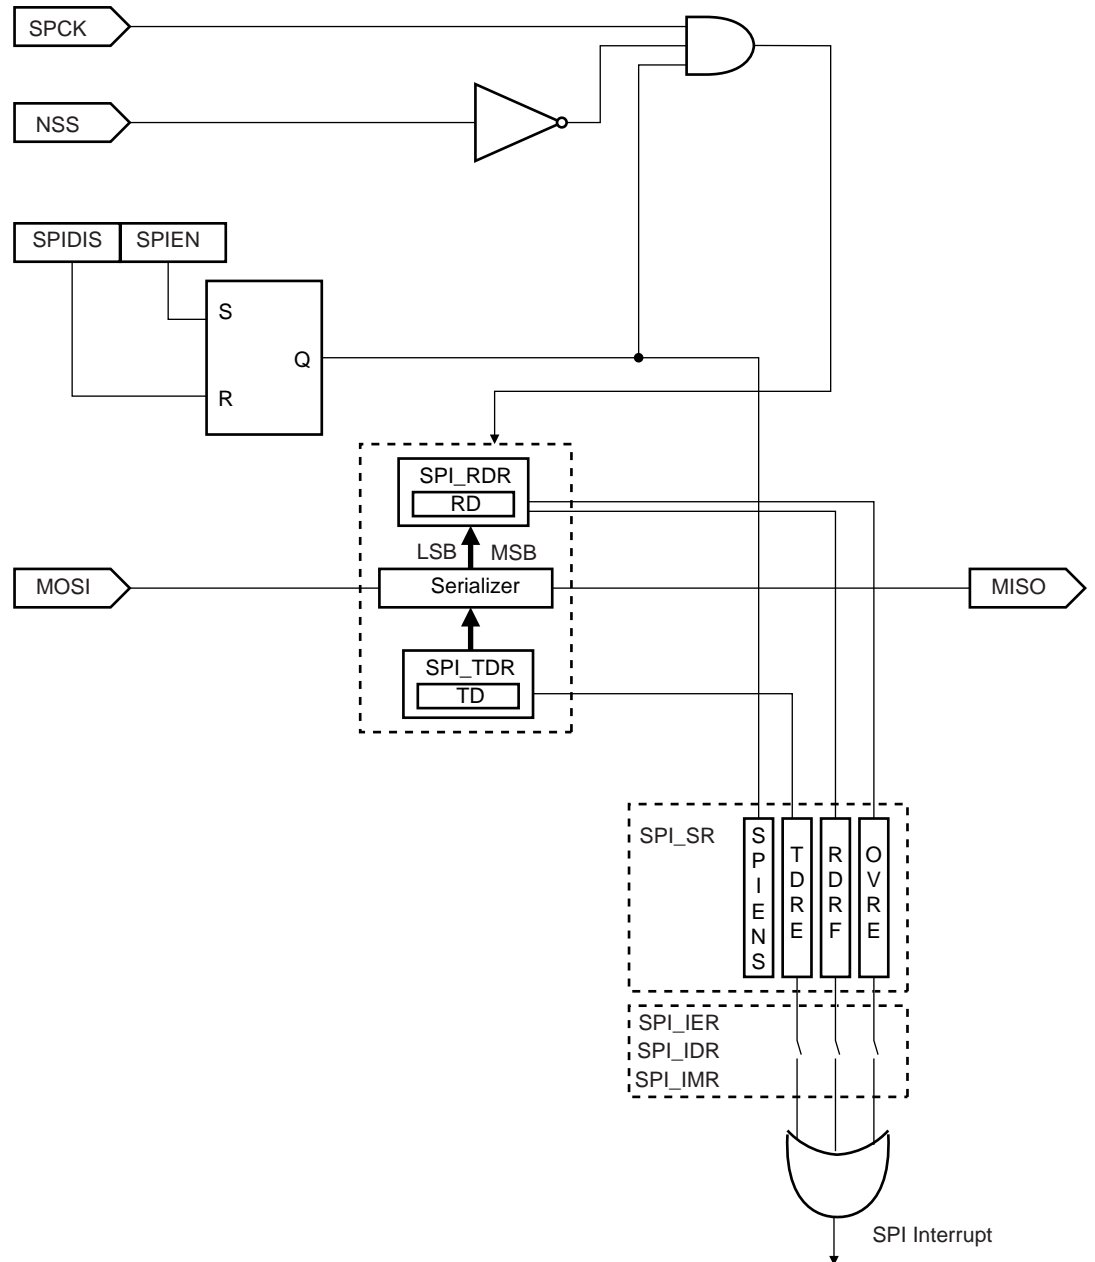 SPCK
NSS
SPIDIS SPIEN
S
Q
R
SPI_RDR
RD
LSB MSB
MOSI
Serializer
MISO
SPI_TDR
TD
SPI_SR
SPIENS
TDRE
RDRF
OVRE
SPI_IER
SPI_IDR
SPI_IMR
SPI Interrupt